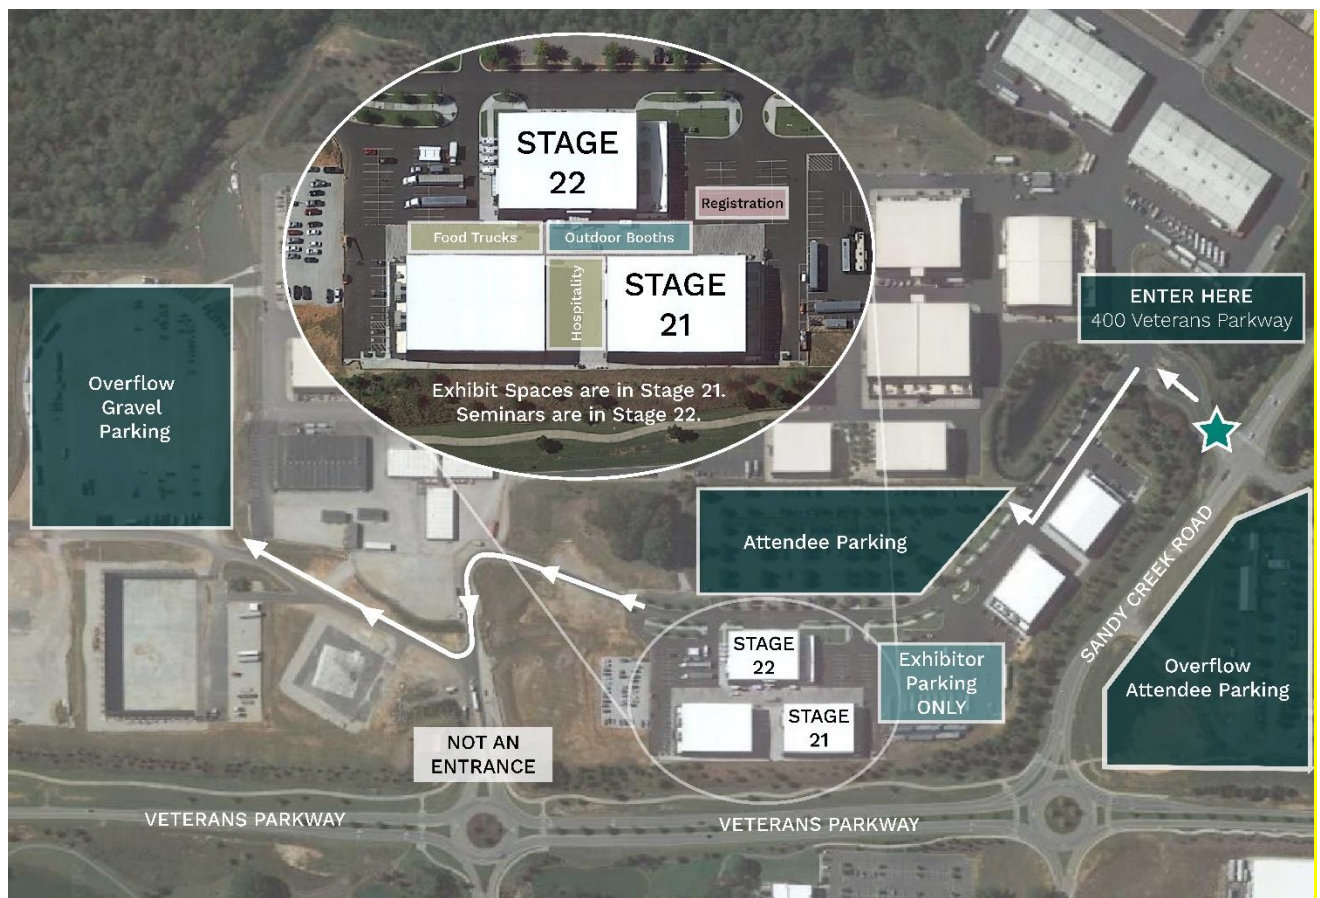 STAGE
22
Registration
Food Trucks
Outdoor Booths
Hospitality
STAGE
21
Exhibit Spaces are in Stage 21.
Seminars are in Stage 22.
ENTER HERE
400 Veterans Parkway
Overflow
Gravel
Parking
Attendee Parking
SANDY CREEK ROAD
Overflow
Attendee Parking
STAGE
22
Exhibitor
Parking
ONLY
STAGE
21
NOT AN
ENTRANCE
VETERANS PARKWAY
VETERANS PARKWAY